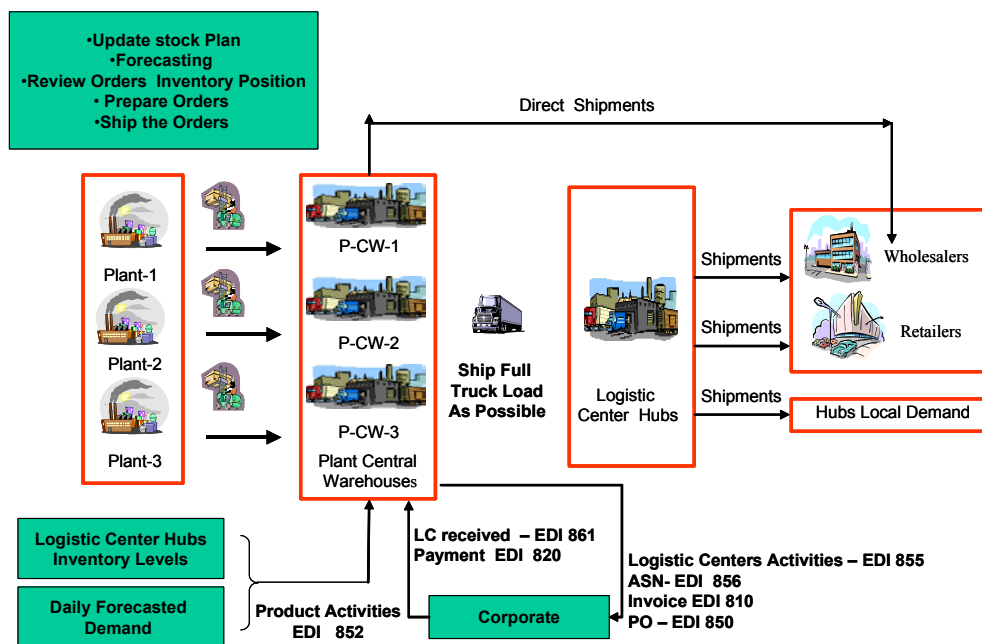 •Update stock Plan
•Forecasting
•Review Orders  Inventory Position
• Prepare Orders
•Ship the Orders
Direct  Shipments
Plant-1
Plant-2
Plant-3
P-CW-1
P-CW-2
P-CW-3
Plant Central
Warehouses
Ship Full
Truck Load
As Possible
Logistic
Center  Hubs
Shipments
Shipments
Shipments
Wholesalers
Retailers
Hubs Local Demand
Logistic Center Hubs
Inventory Levels
Daily Forecasted
Demand
Product Activities
EDI   852
LC received  – EDI 861
Payment  EDI  820
Corporate
Logistic Centers Activities – EDI 855
ASN- EDI  856
Invoice EDI 810
PO – EDI 850